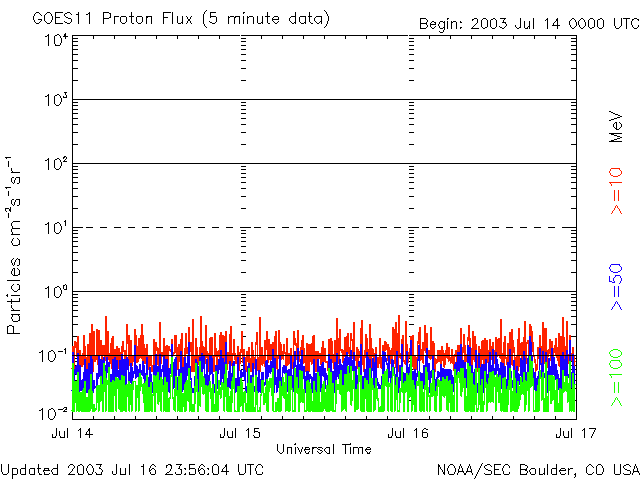 GOES11 Proton Flux (5 minute data)
Begin: 2003 Jul 14 0000 UTC
Particles cm⁻²s⁻¹sr⁻¹
10⁴
10³
10²
10¹
10⁰
10⁻¹
10⁻²
MeV
>=10
>=50
>=100
Jul 14
Jul 15
Jul 16
Jul 17
Universal Time
Updated 2003 Jul 16 23:56:04 UTC
NOAA/SEC Boulder, CO USA